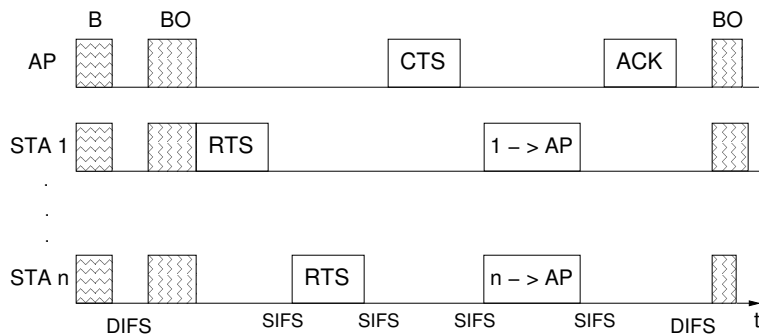 B BO BO
AP CTS ACK
STA 1 RTS 1 – > AP
.
.
.
STA n RTS n – > AP
DIFS SIFS SIFS SIFS SIFS DIFS t